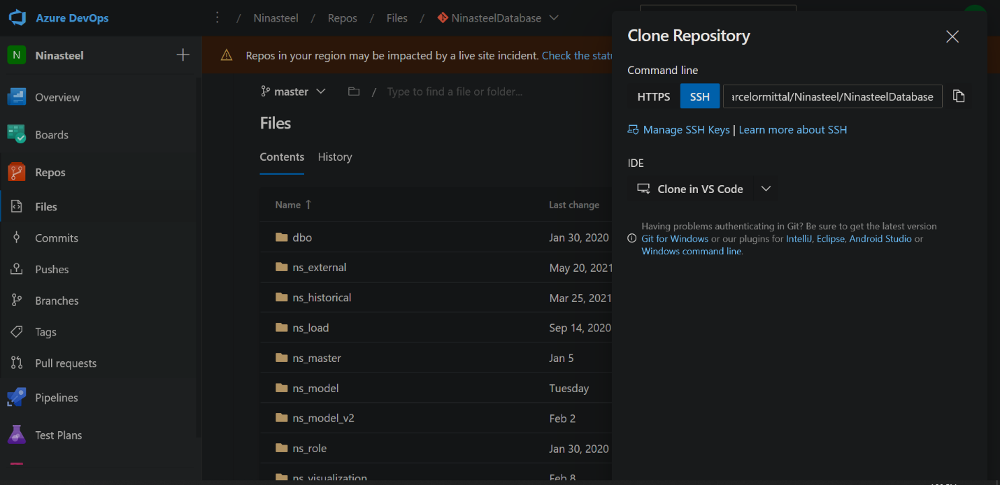 Azure DevOps
/ Ninasteel / Repos / Files / NinasteelDatabase
N Ninasteel
Overview
Boards
Repos
Files
Commits
Pushes
Branches
Tags
Pull requests
Pipelines
Test Plans
Repos in your region may be impacted by a live site incident. Check the
master
/ Type to find a file or folder...
Files
Contents History
Name Last change
dbo Jan 30, 2020
ns_external May 20, 2021
ns_historical Mar 25, 2021
ns_load Sep 14, 2020
ns_master Jan 5
ns_model Tuesday
ns_model_v2 Feb 2
ns_role Jan 30, 2020
ns_visualization Feb 8
Clone Repository
Command line
HTTPS SSH rcelormittal/Ninasteel/NinasteelDatabase
Manage SSH Keys | Learn more about SSH
IDE
Clone in VS Code
Having problems authenticating in Git? Be sure to get the latest version
Git for Windows or our plugins for IntelliJ, Eclipse, Android Studio or
Windows command line.